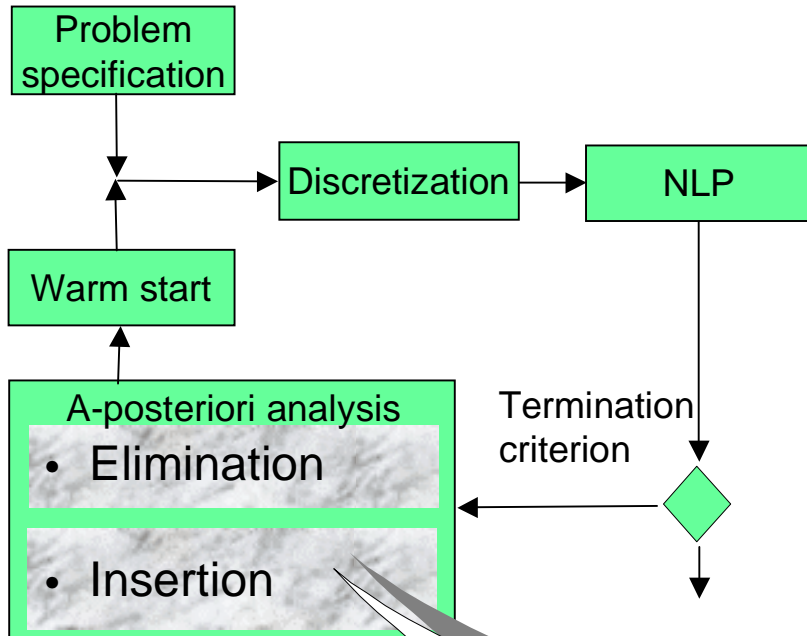 Problem
specification
Discretization
NLP
Warm start
A-posteriori analysis
• Elimination
• Insertion
Termination
criterion